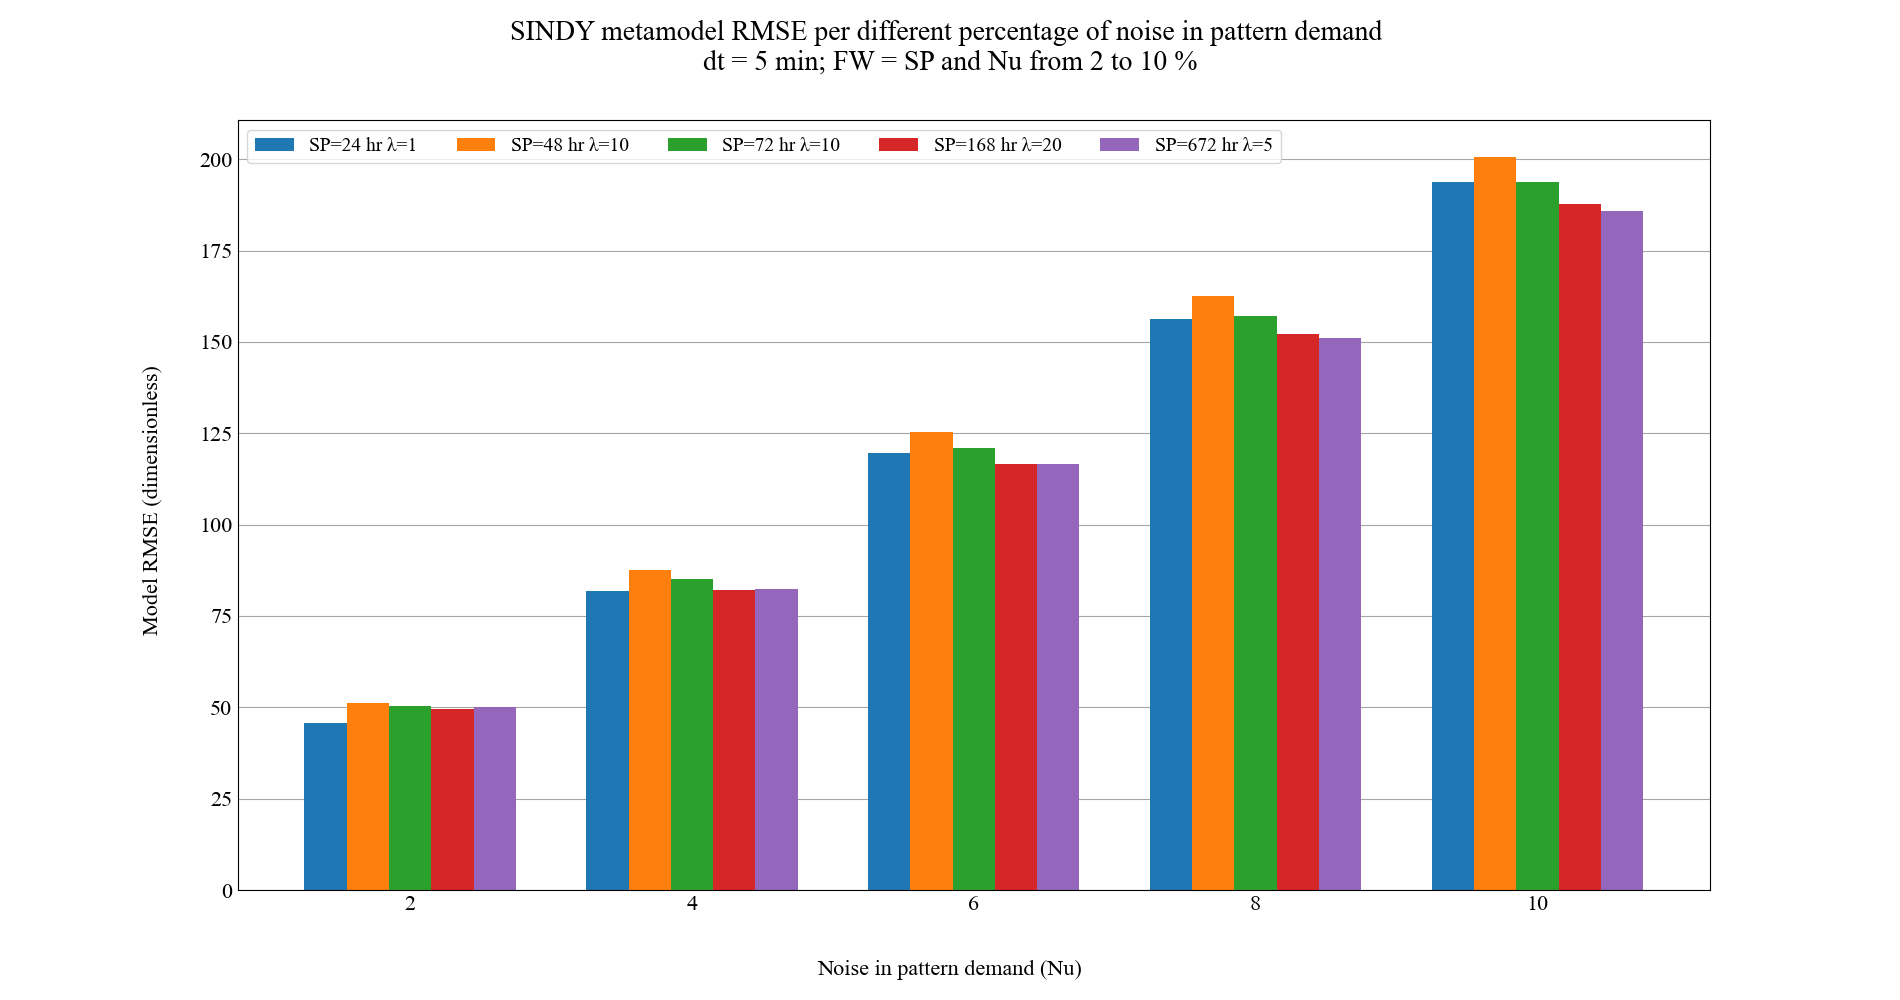 SINDY metamodel RMSE per different percentage of noise in pattern demand
dt = 5 min; FW = SP and Nu from 2 to 10 %
SP=24 hr λ=1 SP=48 hr λ=10 SP=72 hr λ=10 SP=168 hr λ=20 SP=672 hr λ=5
200
175
150
125
100
75
50
25
0
Model RMSE (dimensionless)
2 4 6 8 10
Noise in pattern demand (Nu)